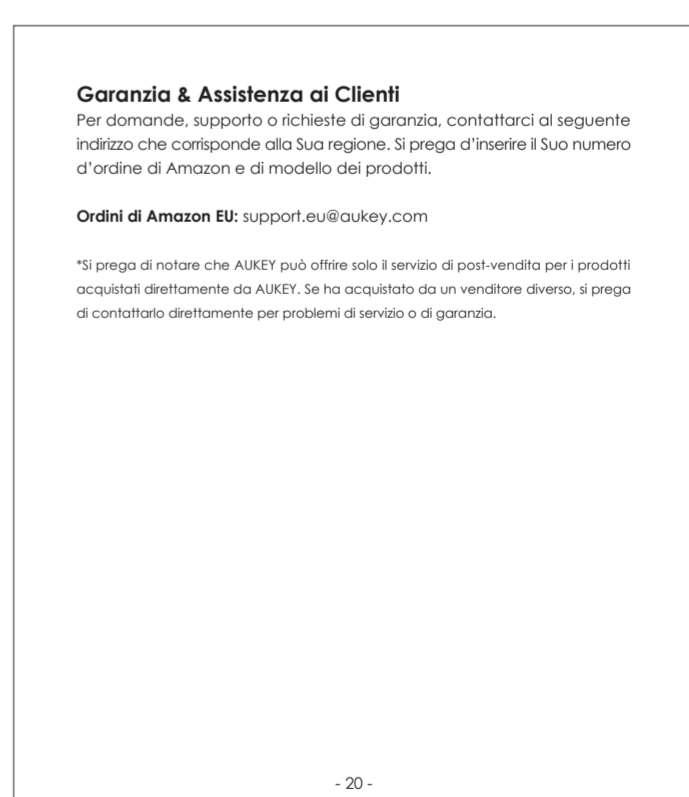 Garanzia & Assistenza ai Clienti
Per domande, supporto o richieste di garanzia, contattarci al seguente
indirizzo che corrisponde alla Sua regione. Si prega d'inserire il Suo numero
d'ordine di Amazon e di modello dei prodotti.
Ordini di Amazon EU: support.eu@aukey.com
*Si prega di notare che AUKEY può offrire solo il servizio di post-vendita per i prodotti
acquistati direttamente da AUKEY. Se ha acquistato da un venditore diverso, si prega
di contattarlo direttamente per problemi di servizio o di garanzia.
- 20 -